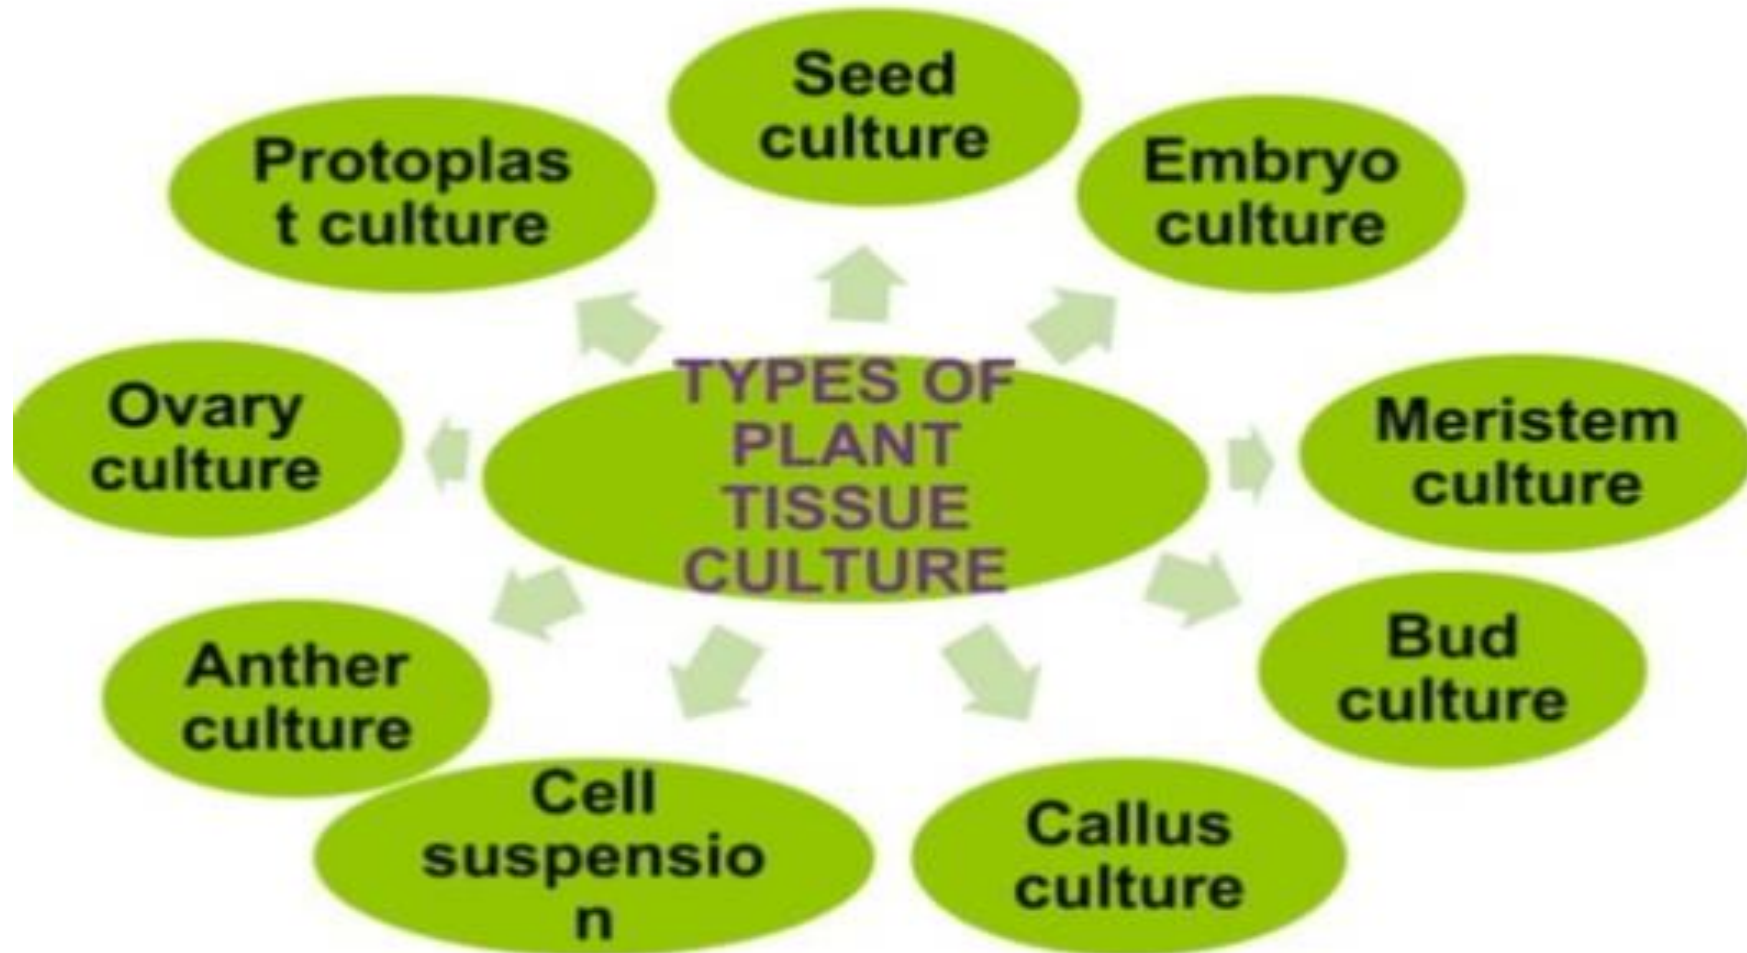 Seed
culture
Embryo
culture
Meristem
culture
Bud
culture
Callus
culture
Cell
suspensio
n
Anther
culture
Ovary
culture
Protoplas
t culture
TYPES OF
PLANT
TISSUE
CULTURE